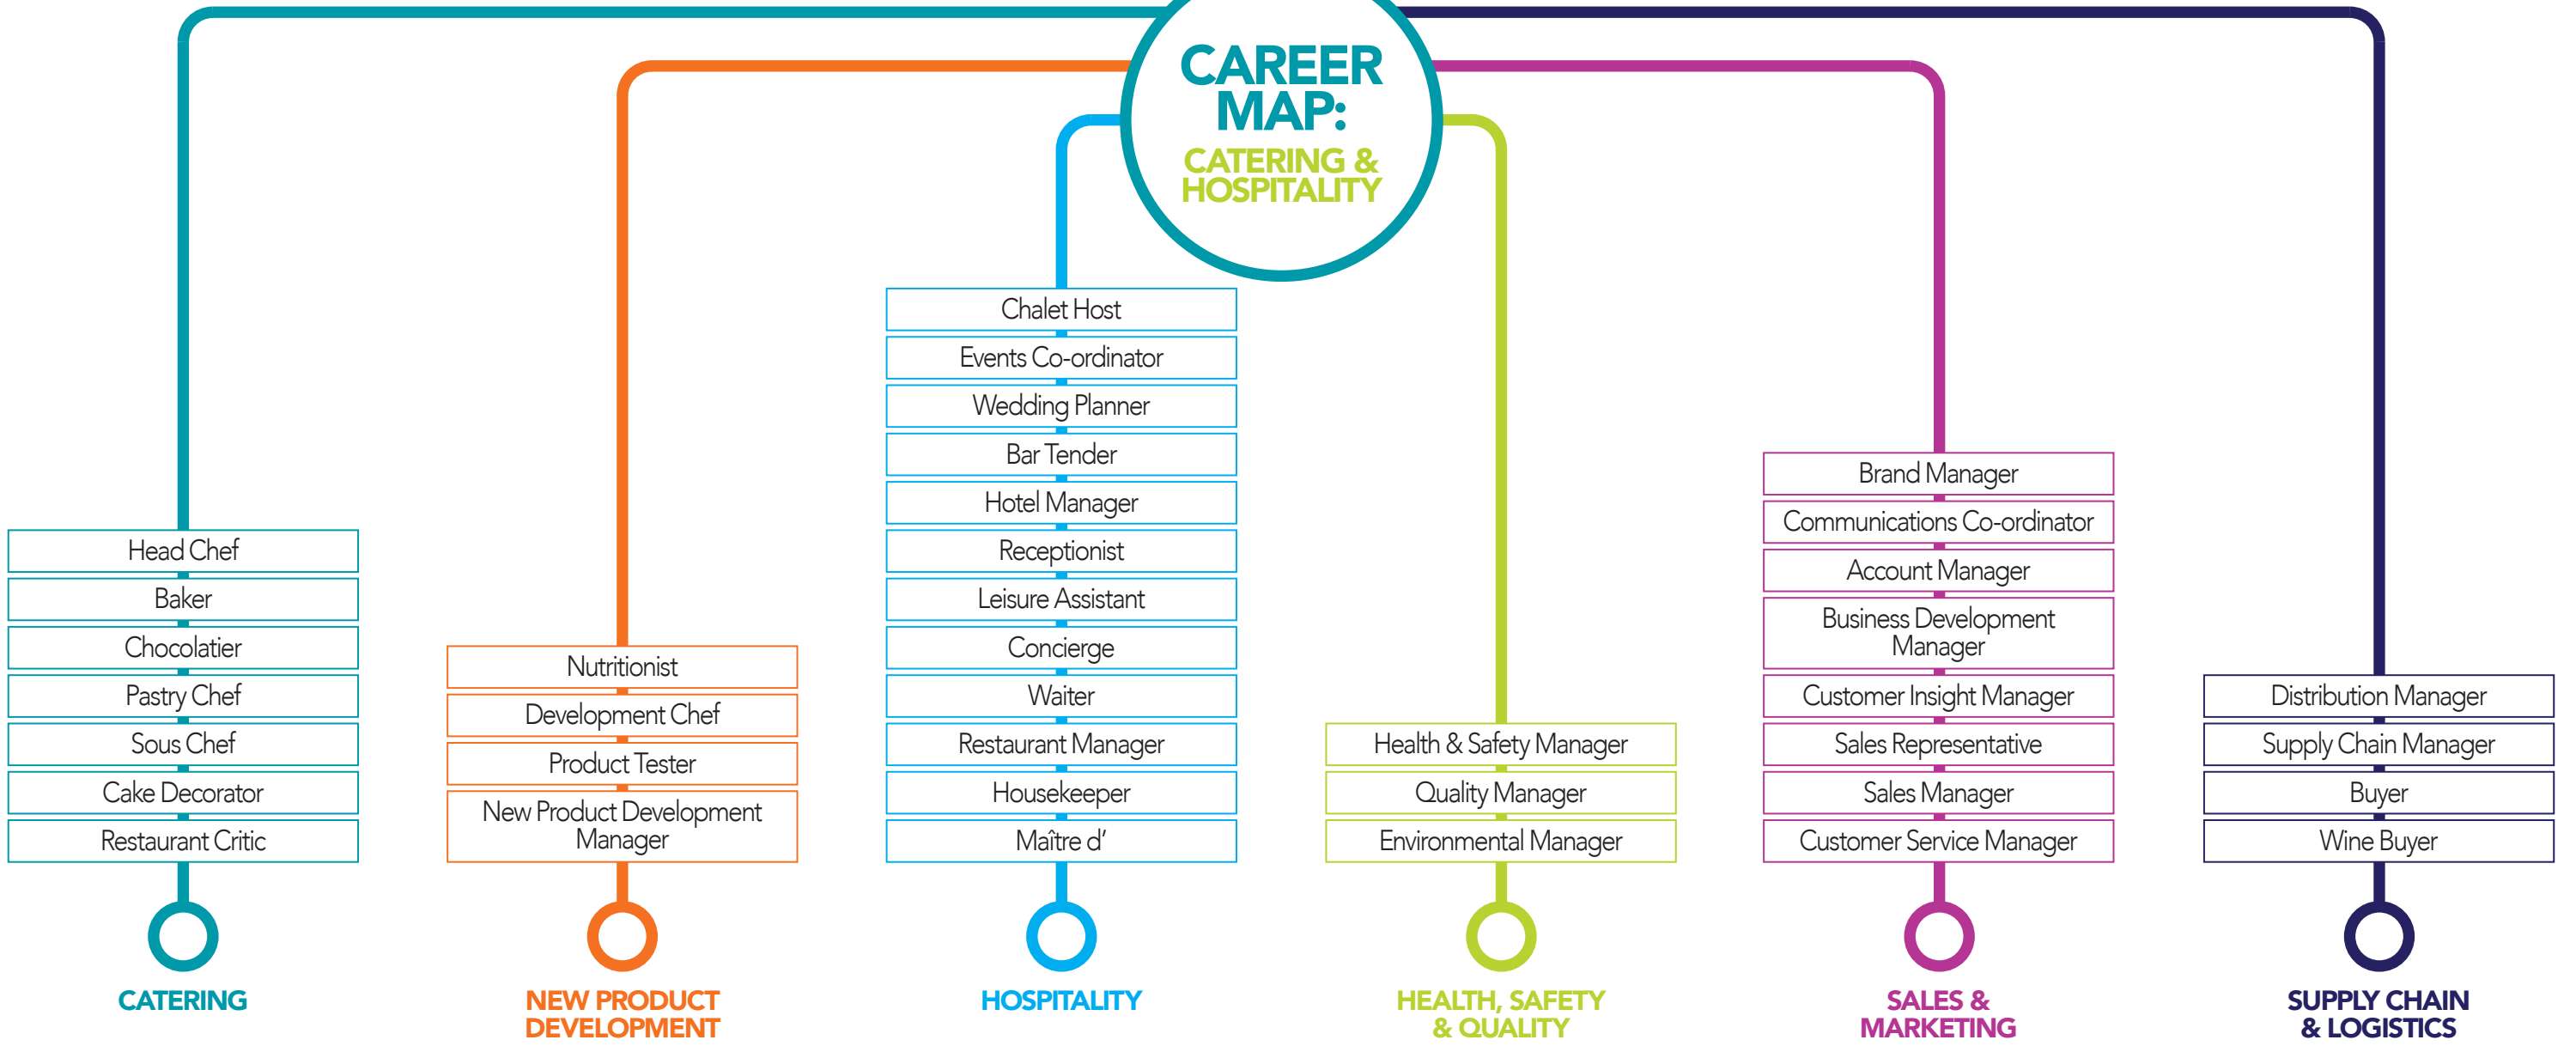 CAREER
MAP:
CATERING &
HOSPITALITY
Head Chef
Baker
Chocolatier
Pastry Chef
Sous Chef
Cake Decorator
Restaurant Critic
CATERING
Nutritionist
Development Chef
Product Tester
New Product Development
Manager
NEW PRODUCT
DEVELOPMENT
Chalet Host
Events Co-ordinator
Wedding Planner
Bar Tender
Hotel Manager
Receptionist
Leisure Assistant
Concierge
Waiter
Restaurant Manager
Housekeeper
Maître d’
HOSPITALITY
Health & Safety Manager
Quality Manager
Environmental Manager
HEALTH, SAFETY
& QUALITY
Brand Manager
Communications Co-ordinator
Account Manager
Business Development
Manager
Customer Insight Manager
Sales Representative
Sales Manager
Customer Service Manager
SALES &
MARKETING
Distribution Manager
Supply Chain Manager
Buyer
Wine Buyer
SUPPLY CHAIN
& LOGISTICS